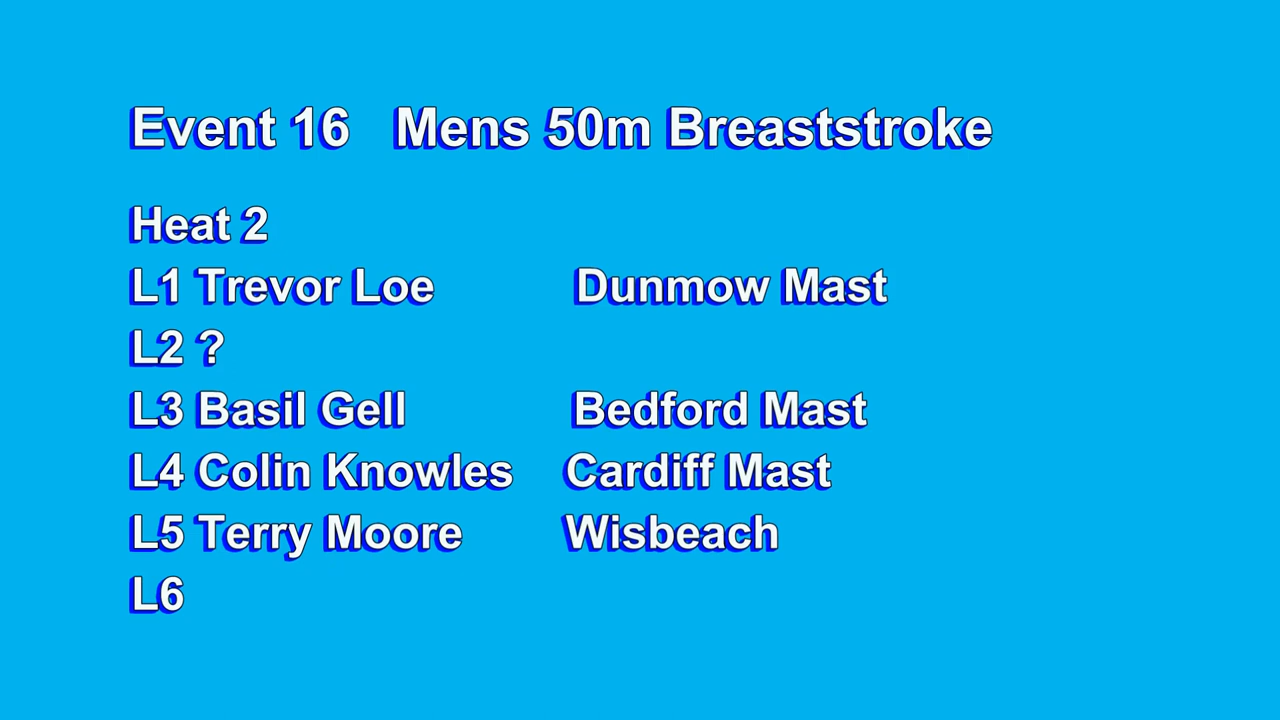 Event 16 Mens 50m Breaststroke
Heat 2
L1 Trevor Loe Dunmow Mast
L2 ?
L3 Basil Gell Bedford Mast
L4 Colin Knowles Cardiff Mast
L5 Terry Moore Wisbeach
L6